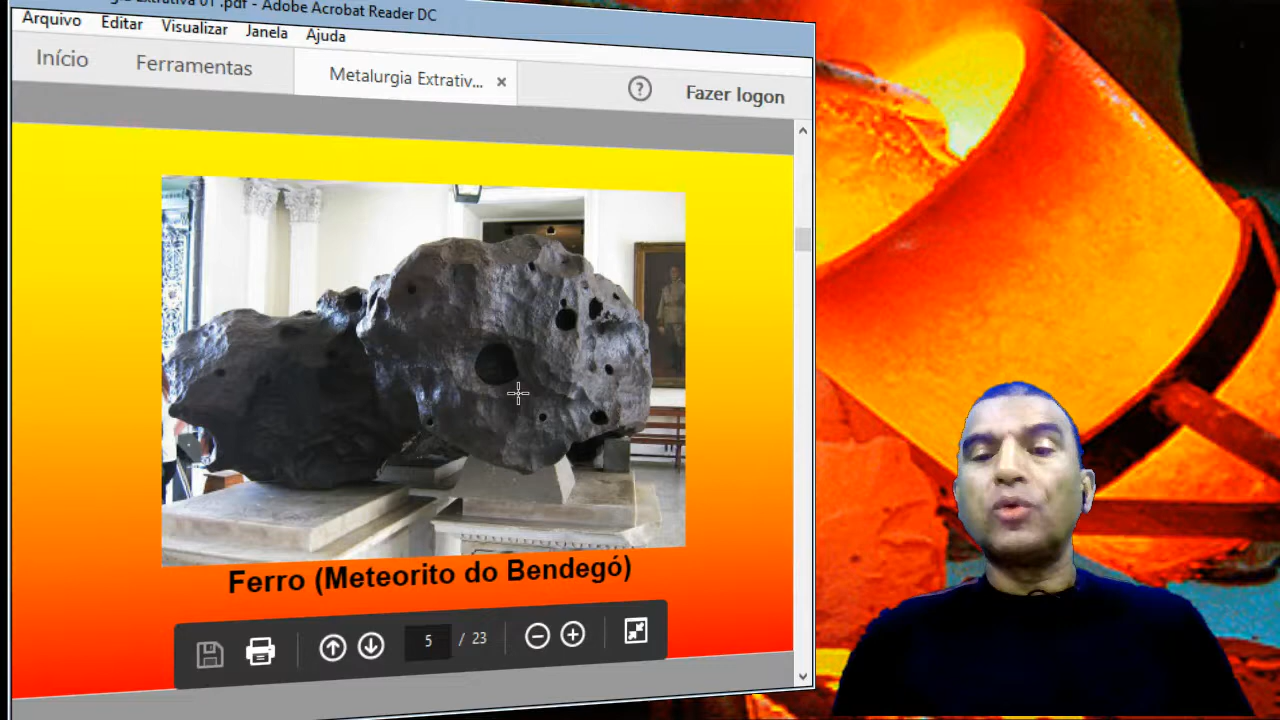 Extrativa 01 .pdf - Adobe Acrobat Reader DC
Arquivo Editar Visualizar Janela Ajuda
Início Ferramentas Metalurgia Extrativ... × ? Fazer logon
Ferro (Meteorito do Bendegó)
5 / 23